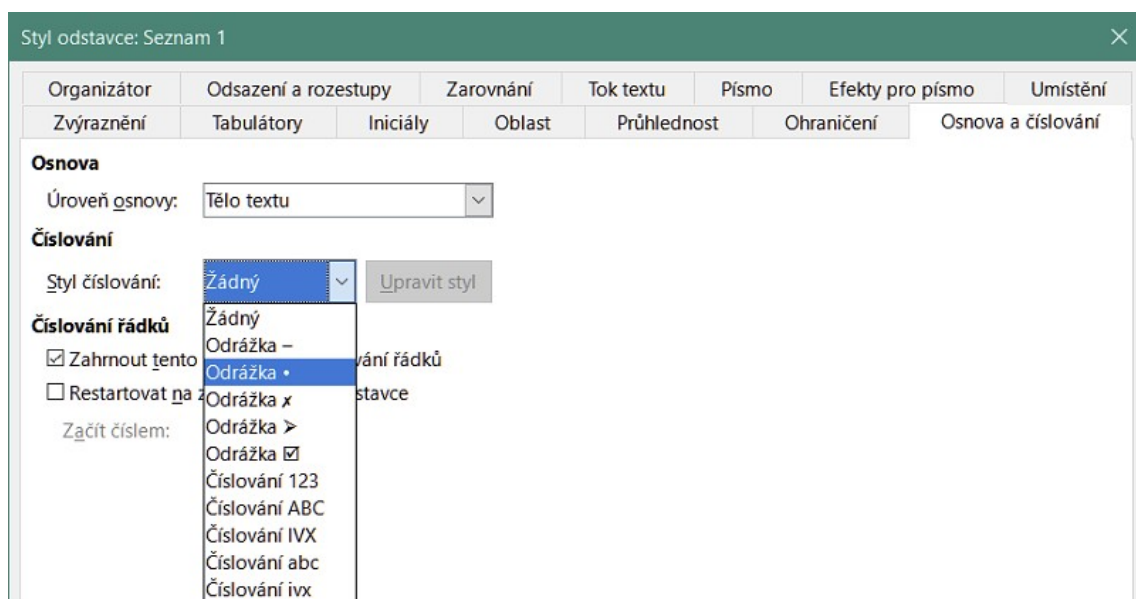 Styl odstavce: Seznam 1
Organizátor Odsazení a rozestupy Zarovnání Tok textu Písmo Efekty pro písmo Umístění
Zvýraznění Tabulátory Iniciály Oblast Průhlednost Ohraničení Osnova a číslování
Osnova
Úroveň osnovy: Tělo textu
Číslování
Styl číslování: Žádný Upravit styl
Žádný
Číslování řádků
Odrážka –
Zahrnout tento vání řádků
Odrážka •
Restartovat na z stavce
Odrážka ✗
Začít číslem: Odrážka ➢
Odrážka ☑
Číslování 123
Číslování ABC
Číslování IVX
Číslování abc
Číslování ivx